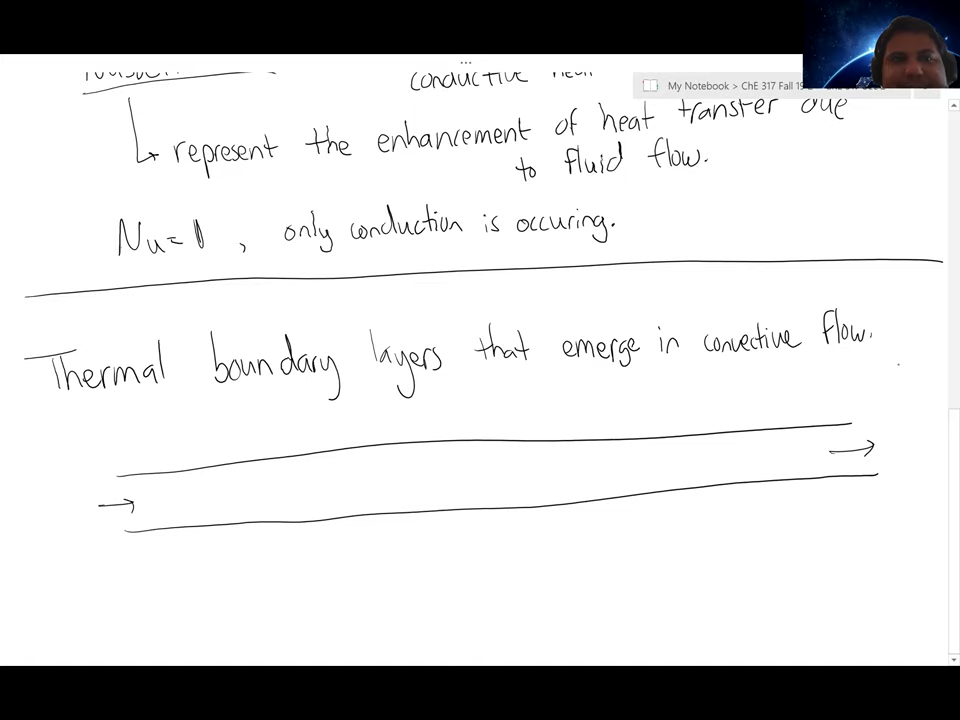 conductive
My Notebook > ChE 317 Fall 19
represent the enhancement of heat transfer due
to fluid flow.
Nu=1, only conduction is occuring.
Thermal boundary layers that emerge in convective flow.